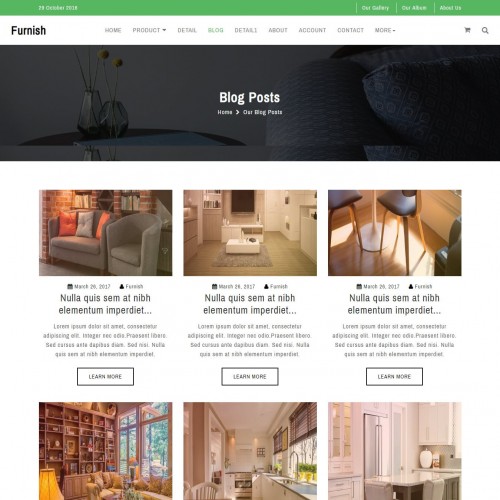 28 October 2018
Our Gallery Our Album About Us
Furnish HOME PRODUCT DETAIL BLOG DETAIL1 ABOUT ACCOUNT CONTACT MORE
Blog Posts
Home Our Blog Posts
March 26, 2017 Furnish
Nulla quis sem at nibh
elementum imperdiet...
Lorem ipsum dolor sit amet, consectetur
adipiscing elit. Integer nec odio.Praesent libero.
Sed cursus ante dapibus diam. Sed nisi. Nulla
quis sem at nibh elementum imperdiet.
LEARN MORE
March 26, 2017 Furnish
Nulla quis sem at nibh
elementum imperdiet...
Lorem ipsum dolor sit amet, consectetur
adipiscing elit. Integer nec odio.Praesent libero.
Sed cursus ante dapibus diam. Sed nisi. Nulla
quis sem at nibh elementum imperdiet.
LEARN MORE
March 26, 2017 Furnish
Nulla quis sem at nibh
elementum imperdiet...
Lorem ipsum dolor sit amet, consectetur
adipiscing elit. Integer nec odio.Praesent libero.
Sed cursus ante dapibus diam. Sed nisi. Nulla
quis sem at nibh elementum imperdiet.
LEARN MORE